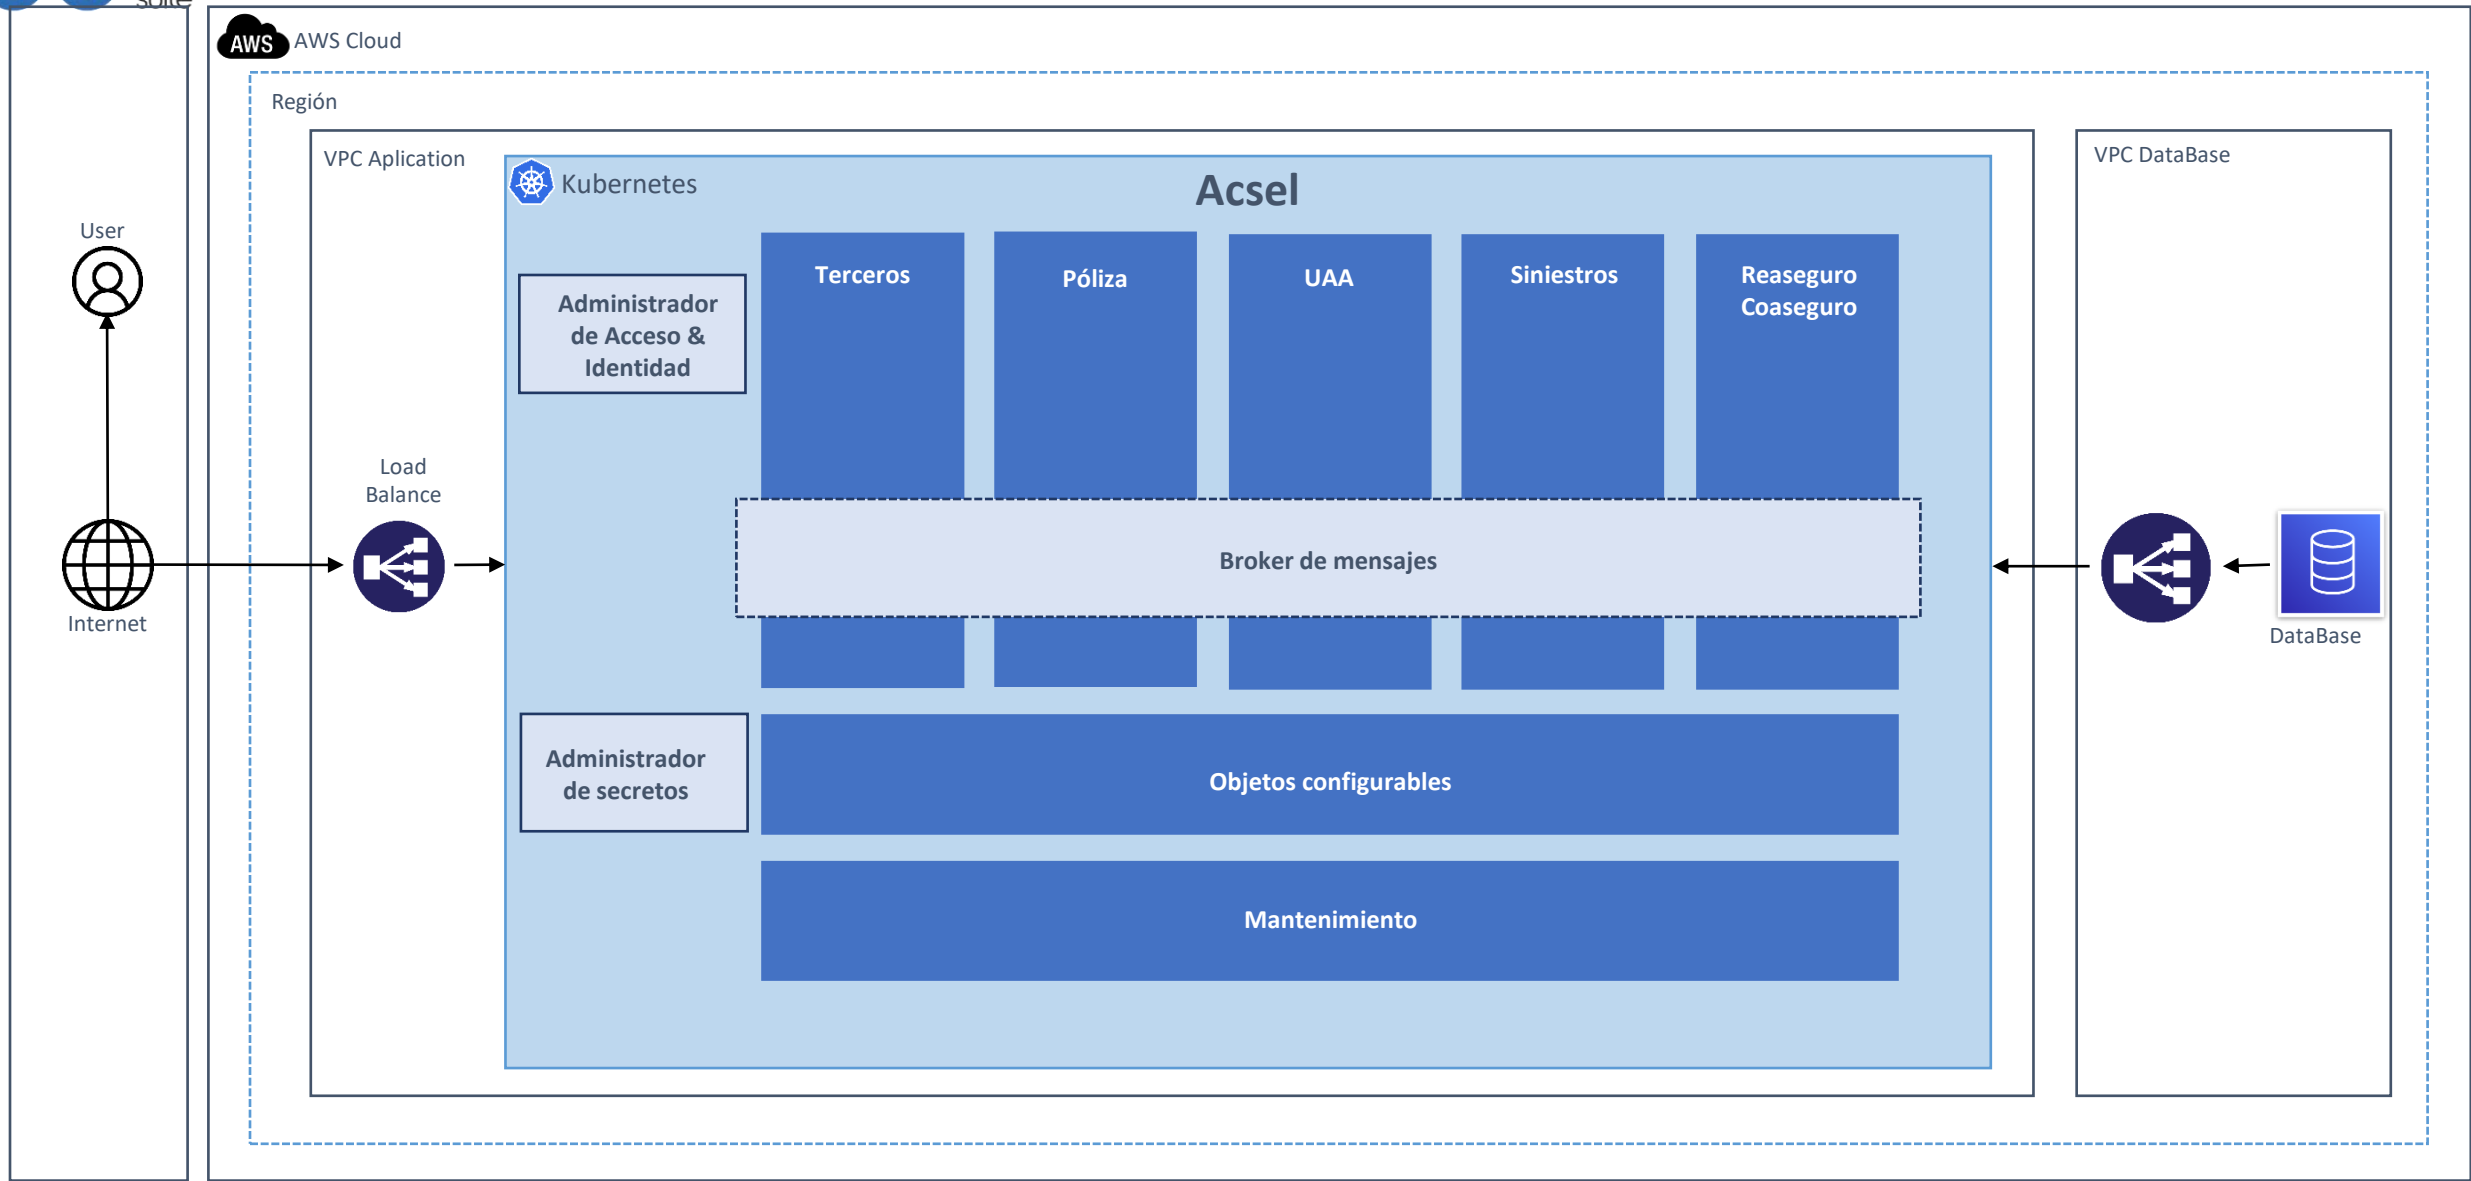 suite
AWS
AWS Cloud
Región
VPC Aplication
VPC DataBase
Kubernetes
Acsel
User
Terceros
Póliza
UAA
Siniestros
Reaseguro
Coaseguro
Administrador
de Acceso &
Identidad
Load
Balance
Broker de mensajes
Internet
DataBase
Administrador
de secretos
Objetos configurables
Mantenimiento